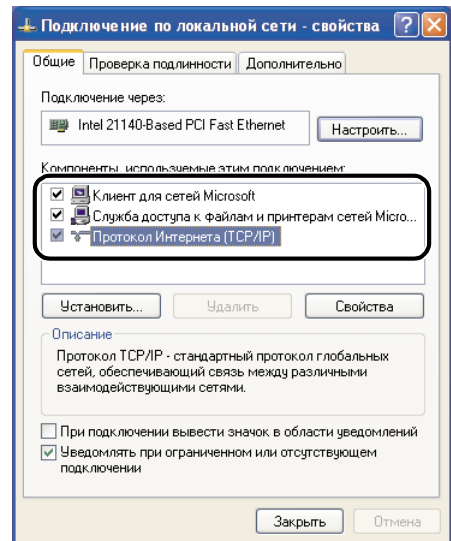 Подключение по локальной сети - свойства
Общие
Проверка подлинности
Дополнительно
Подключение через:
Intel 21140-Based PCI Fast Ethernet
Настроить...
Компоненты, используемые этим подключением:
Клиент для сетей Microsoft
Служба доступа к файлам и принтерам сетей Micro...
Протокол Интернета (TCP/IP)
Установить...
Удалить
Свойства
Описание
Протокол TCP/IP - стандартный протокол глобальных
сетей, обеспечивающий связь между различными
взаимодействующими сетями.
При подключении вывести значок в области уведомлений
Уведомлять при ограниченном или отсутствующем
подключении
Закрыть
Отмена